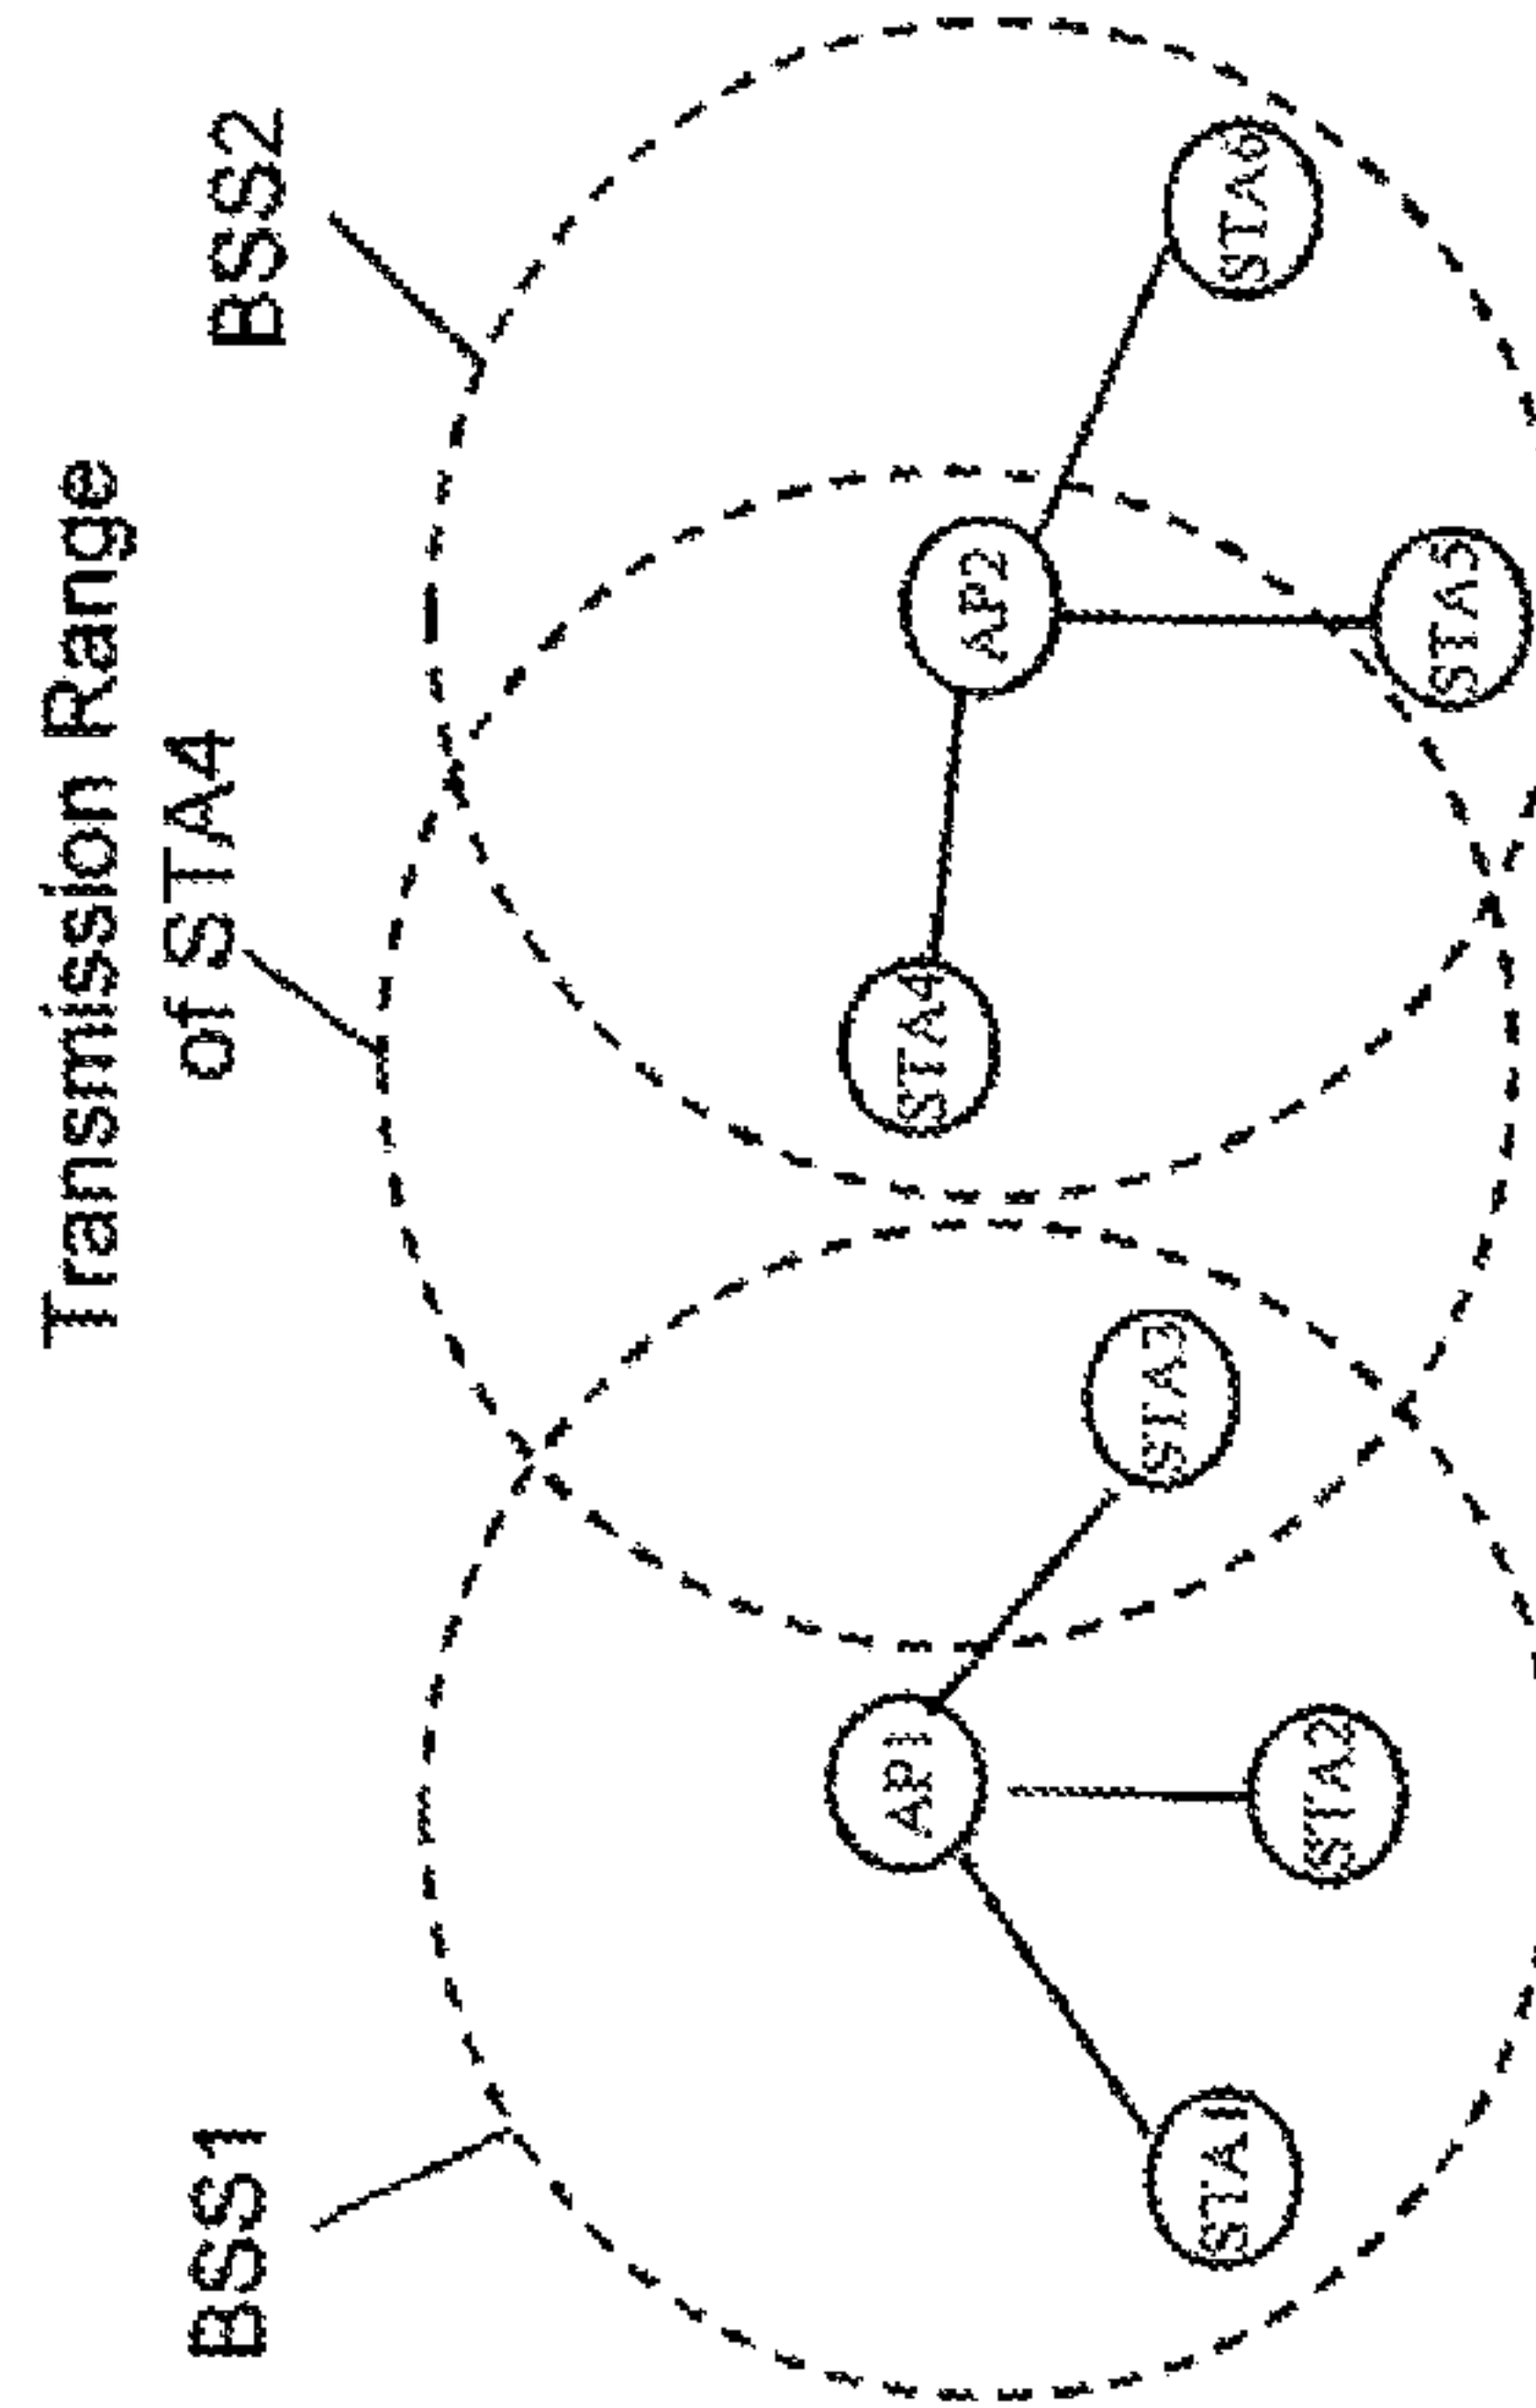 Transmission Range
of STA4
BSS1
BSS2
AP1
STA1
STA2
STA3
AP2
STA4
STA5
STA6